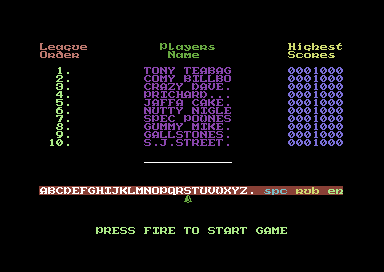 League Players Highest
Order Name Scores
1. TONY TEABAG 0001000
2. COMY BILLBO 0001000
3. CRAZY DAVE. 0001000
4. PRICHARD... 0001000
5. JAFFA CAKE. 0001000
6. NUTTY NIGLE 0001000
7. SPEC POONES 0001000
8. GUMMY MIKE. 0001000
9. GALLSTONES. 0001000
10. S.J.STREET. 0001000
ABCDEFGHIJKLMNOPQRSTUVWXYZ. spc rub en
PRESS FIRE TO START GAME